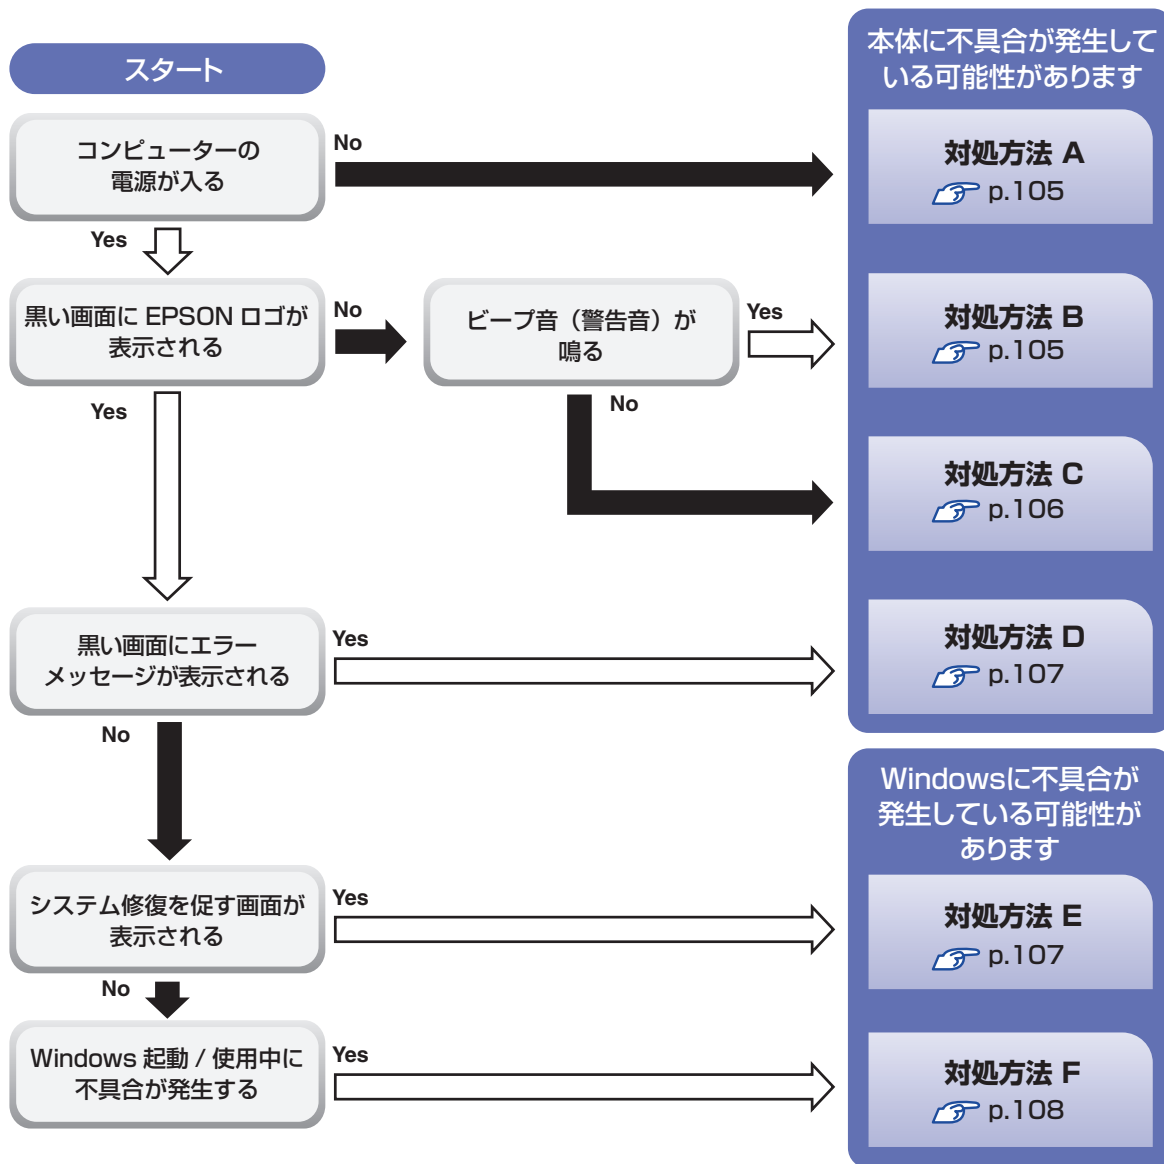 スタート
コンピューターの
電源が入る
No
Yes
黒い画面に EPSON ロゴが
表示される
No
ビープ音（警告音）が
鳴る
Yes
No
Yes
黒い画面にエラー
メッセージが表示される
Yes
No
システム修復を促す画面が
表示される
Yes
No
Windows 起動 / 使用中に
不具合が発生する
Yes
本体に不具合が発生して
いる可能性があります
対処方法 A
p.105
対処方法 B
p.105
対処方法 C
p.106
対処方法 D
p.107
Windowsに不具合が
発生している可能性が
あります
対処方法 E
p.107
対処方法 F
p.108